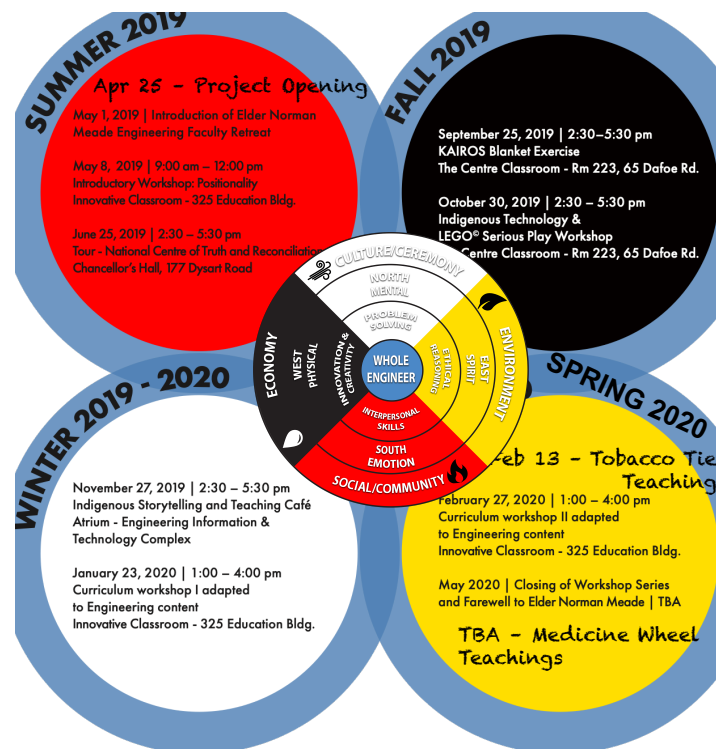 SUMMER 2019
Apr 25 - Project Opening
May 1, 2019 | Introduction of Elder Norman
Meade Engineering Faculty Retreat
May 8, 2019 | 9:00 am – 12:00 pm
Introductory Workshop: Positionality
Innovative Classroom - 325 Education Bldg.
June 25, 2019 | 2:30 – 5:30 pm
Tour - National Centre of Truth and Reconciliation
Chancellor's Hall, 177 Dysart Road
FALL 2019
September 25, 2019 | 2:30–5:30 pm
KAIROS Blanket Exercise
The Centre Classroom - Rm 223, 65 Dafoe Rd.
October 30, 2019 | 2:30 – 5:30 pm
Indigenous Technology &
LEGO© Serious Play Workshop
The Centre Classroom - Rm 223, 65 Dafoe Rd.
CULTURE/CEREMONY
NORTH
MENTAL
PROBLEM
SOLVING
ECONOMY
WEST
PHYSICAL
INNOVATION &
CREATIVITY
WHOLE
ENGINEER
ETHICAL
REASONING
EAST
SPRIT
ENVIRONMENT
INTERPERSONAL
SKILLS
SOUTH
EMOTION
SOCIAL/COMMUNITY
WINTER 2019 - 2020
November 27, 2019 | 2:30 – 5:30 pm
Indigenous Storytelling and Teaching Café
Atrium - Engineering Information &
Technology Complex
January 23, 2020 | 1:00 – 4:00 pm
Curriculum workshop I adapted
to Engineering content
Innovative Classroom - 325 Education Bldg.
SPRING 2020
Feb 13 - Tobacco Tie
Teaching
February 27, 2020 | 1:00 – 4:00 pm
Curriculum workshop II adapted
to Engineering content
Innovative Classroom - 325 Education Bldg.
May 2020 | Closing of Workshop Series
and Farewell to Elder Norman Meade | TBA
TBA - Medicine Wheel
Teachings